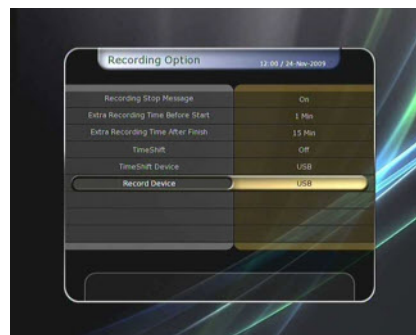 Recording Option 12:00 / 24-Nov-2009
Recording Stop Message On
Extra Recording Time Before Start 1 Min
Extra Recording Time After Finish 15 Min
TimeShift Off
TimeShift Device USB
Record Device USB